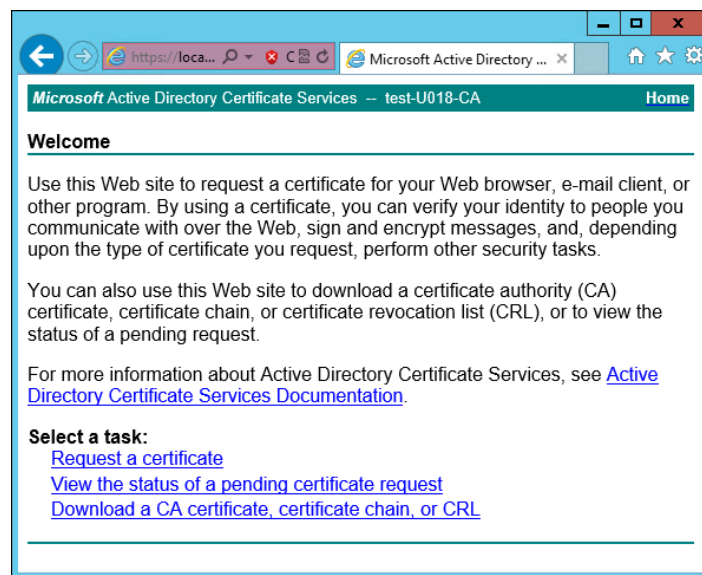 https://loca...
Microsoft Active Directory ...
Microsoft Active Directory Certificate Services -- test-U018-CA Home
Welcome
Use this Web site to request a certificate for your Web browser, e-mail client, or
other program. By using a certificate, you can verify your identity to people you
communicate with over the Web, sign and encrypt messages, and, depending
upon the type of certificate you request, perform other security tasks.
You can also use this Web site to download a certificate authority (CA)
certificate, certificate chain, or certificate revocation list (CRL), or to view the
status of a pending request.
For more information about Active Directory Certificate Services, see Active
Directory Certificate Services Documentation.
Select a task:
Request a certificate
View the status of a pending certificate request
Download a CA certificate, certificate chain, or CRL